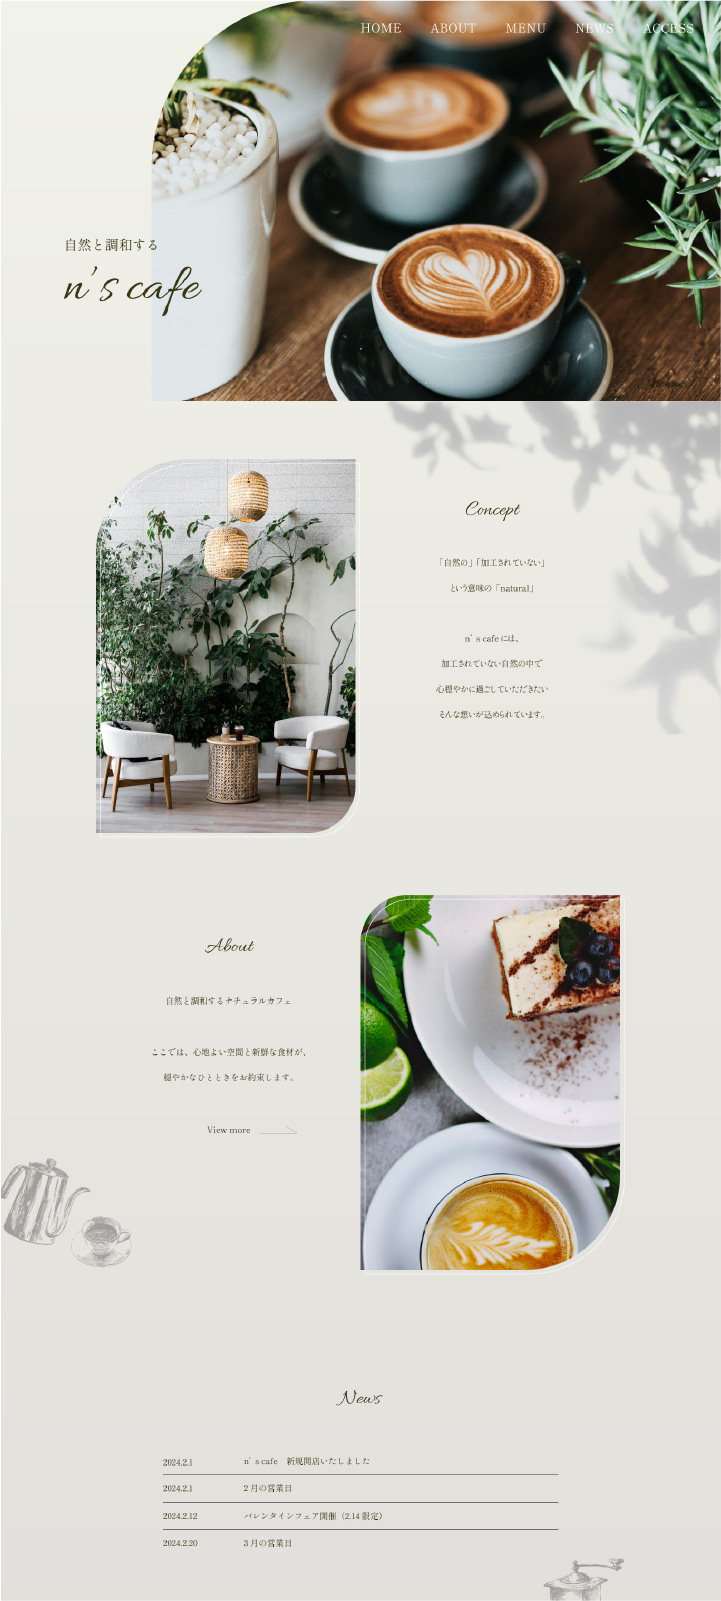 HOME ABOUT MENU NEWS ACCESS
自然と調和する
n's cafe
Concept
「自然の」「加工されていない」
という意味の「natural」
n’s cafeには、
加工されていない自然の中で
心穏やかに過ごしていただきたい
そんな想いが込められています。
About
自然と調和するナチュラルカフェ
ここでは、心地よい空間と新鮮な食材が、
穏やかなひとときをお約束します。
View more
News
2024.2.1 n’s cafe　新規開店いたしました
2024.2.1 2月の営業日
2024.2.12 バレンタインフェア開催（2.14限定）
2024.2.20 3月の営業日